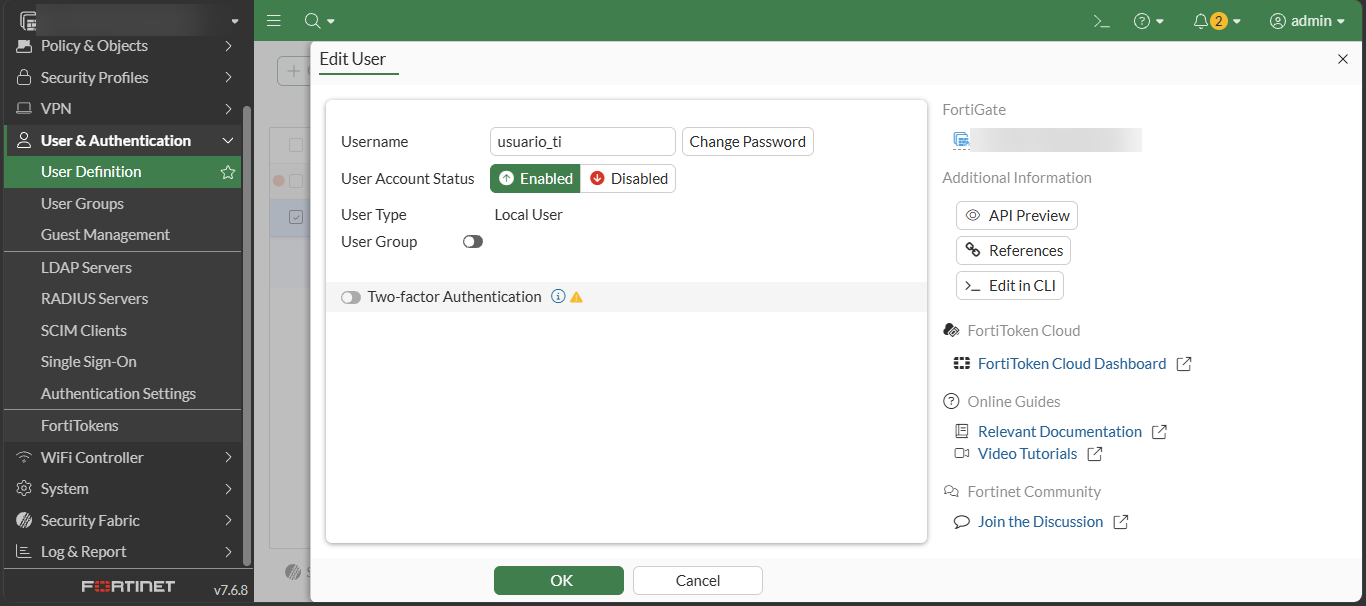 Policy & Objects
Security Profiles
VPN
User & Authentication
User Definition
User Groups
Guest Management
LDAP Servers
RADIUS Servers
SCIM Clients
Single Sign-On
Authentication Settings
FortiTokens
WiFi Controller
System
Security Fabric
Log & Report
FORTINET
v7.6.8
2
admin
Edit User
Username
usuario_ti
Change Password
User Account Status
Enabled
Disabled
User Type
Local User
User Group
Two-factor Authentication
OK
Cancel
FortiGate
Additional Information
API Preview
References
Edit in CLI
FortiToken Cloud
FortiToken Cloud Dashboard
Online Guides
Relevant Documentation
Video Tutorials
Fortinet Community
Join the Discussion